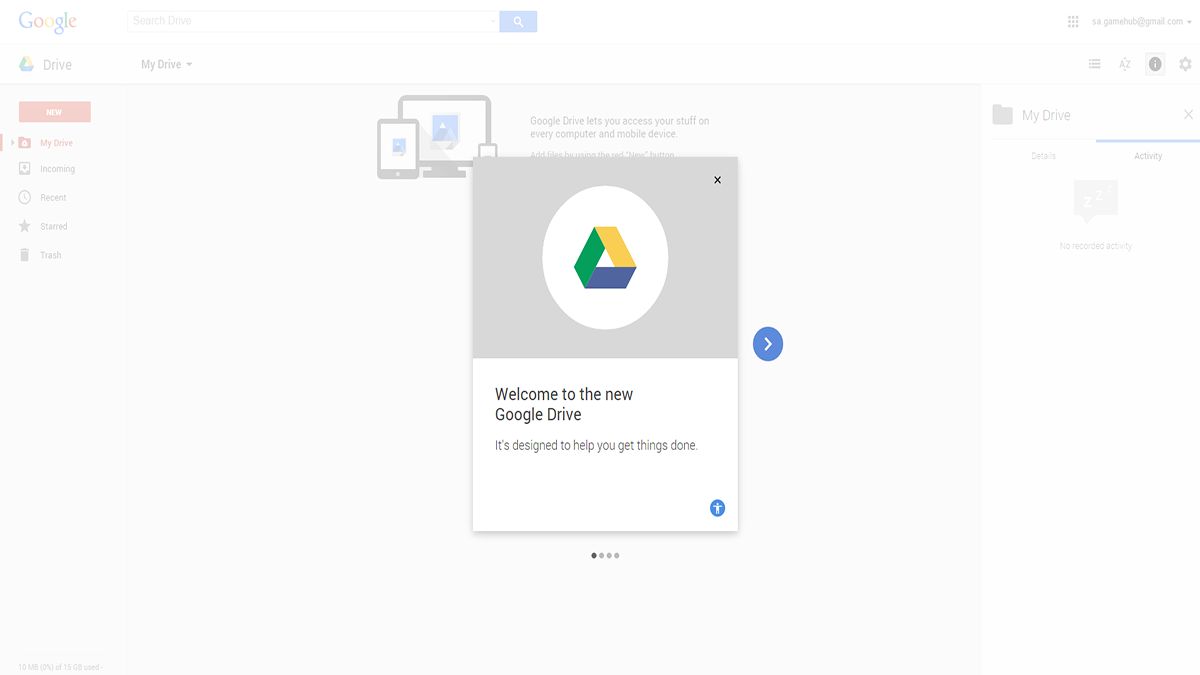 Google
Search Drive
sa.gamehub@gmail.com
Drive
My Drive
AZ
NEW
My Drive
Incoming
Recent
Starred
Trash
10 MB (0%) of 15 GB used
Google Drive lets you access your stuff on
every computer and mobile device.
Add files by using the red "New" button.
Welcome to the new
Google Drive
It's designed to help you get things done.
My Drive
Details
Activity
z z
No recorded activity